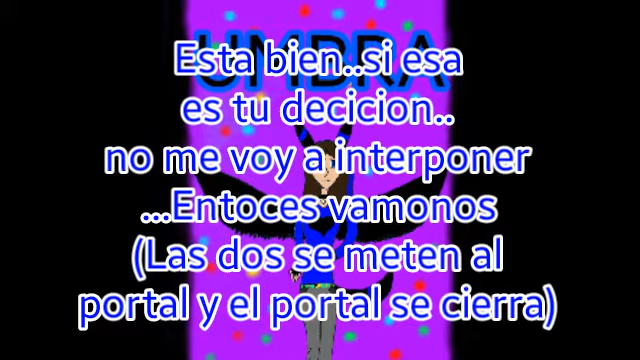 UMBRA
Esta bien..si esa
es tu decicion..
no me voy a interponer
...Entoces vamonos
(Las dos se meten al
portal y el portal se cierra)